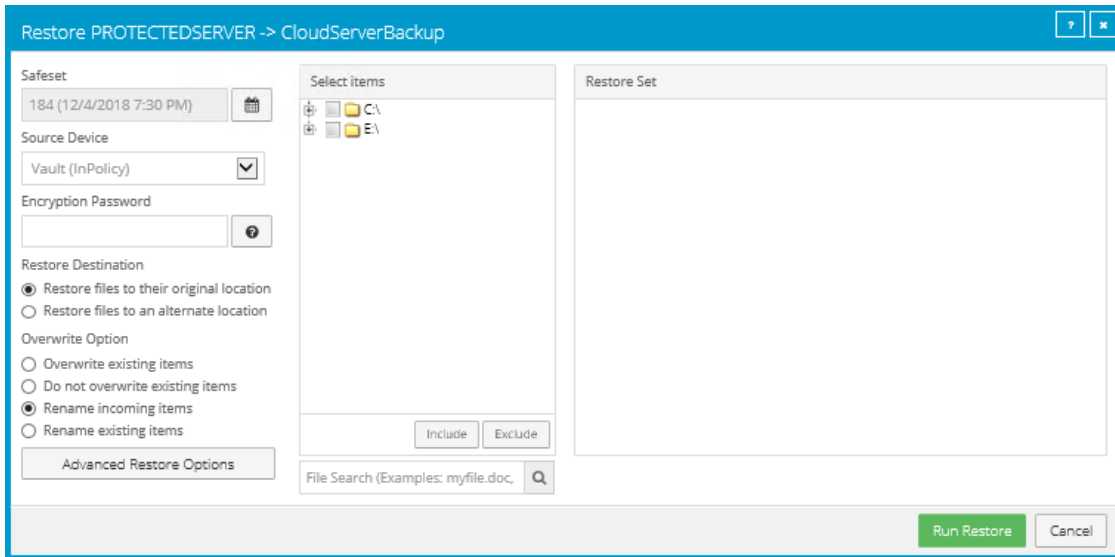 Restore PROTECTEDSERVER -> CloudServerBackup
?
×
Safeset
184 (12/4/2018 7:30 PM)
Source Device
Vault (InPolicy)
Encryption Password
?
Restore Destination
Restore files to their original location
Restore files to an alternate location
Overwrite Option
Overwrite existing items
Do not overwrite existing items
Rename incoming items
Rename existing items
Advanced Restore Options
Select items
C:\
E:\
Include
Exclude
File Search (Examples: myfile.doc,
Restore Set
Run Restore
Cancel